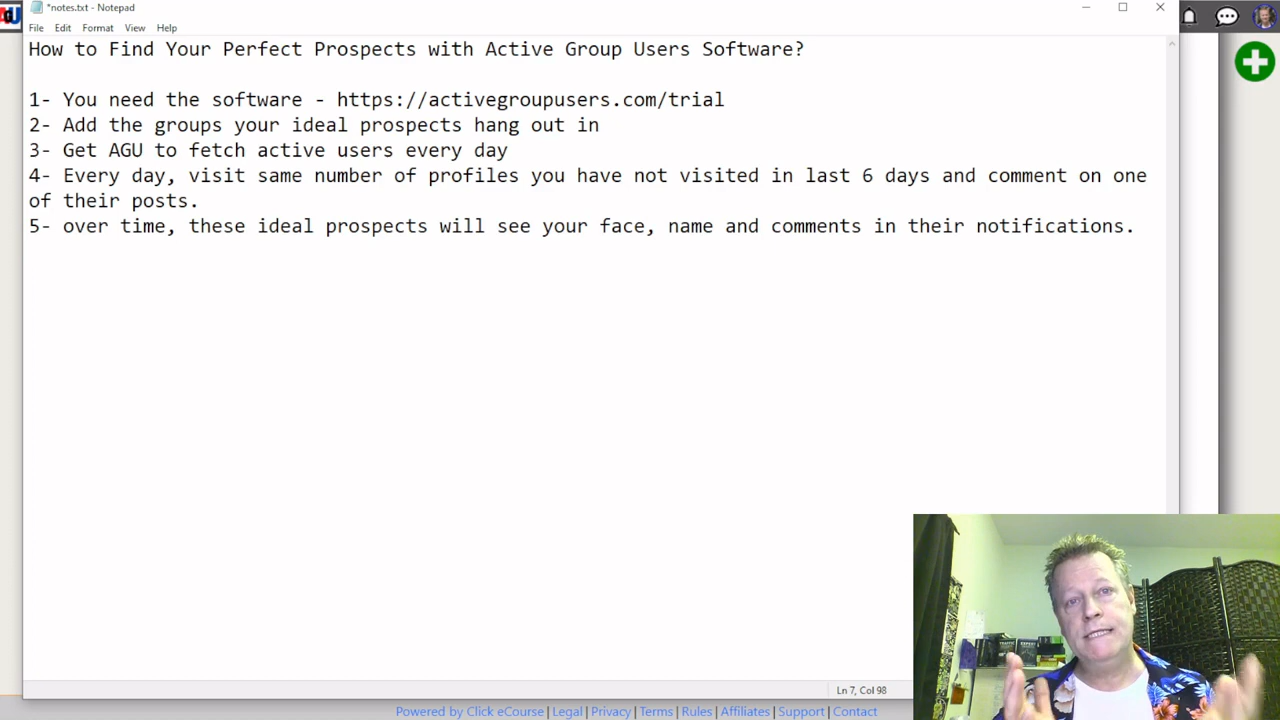 *notes.txt - Notepad
File Edit Format View Help
How to Find Your Perfect Prospects with Active Group Users Software?
1- You need the software - https://activegroupusers.com/trial
2- Add the groups your ideal prospects hang out in
3- Get AGU to fetch active users every day
4- Every day, visit same number of profiles you have not visited in last 6 days and comment on one
of their posts.
5- over time, these ideal prospects will see your face, name and comments in their notifications.
Ln 7, Col 98
Powered by Click eCourse | Legal | Privacy | Terms | Rules | Affiliates | Support | Contact